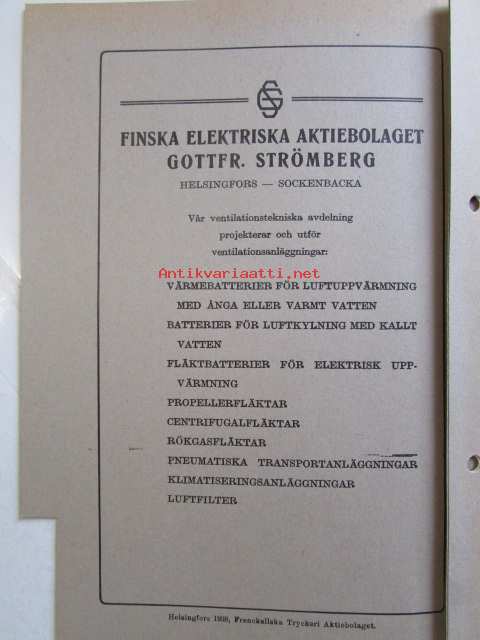 GS
FINSKA ELEKTRISKA AKTIEBOLAGET
GOTTFR. STRÖMBERG
HELSINGFORS — SOCKENBACKA
Vår ventilationstekniska avdelning
projekterar och utför
ventilationsanläggningar:
Antikvariaatti.net
VÄRMEBATTERIER FÖR LUFTUPPVÄRMNING
MED ÅNGA ELLER VARMT VATTEN
BATTERIER FÖR LUFTKYLNING MED KALLT
VATTEN
FLÄKTBATTERIER FÖR ELEKTRISK UPP-
VÄRMNING
PROPELLERFLÄKTAR
CENTRIFUGALFLÄKTAR
RÖKGASFLÄKTAR
PNEUMATISKA TRANSPORTANLÄGGNINGAR
KLIMATISERINGSANLÄGGNINGAR
LUFTFILTER
Helsingfors 1938, Frenckellska Tryckeri Aktiebolaget.